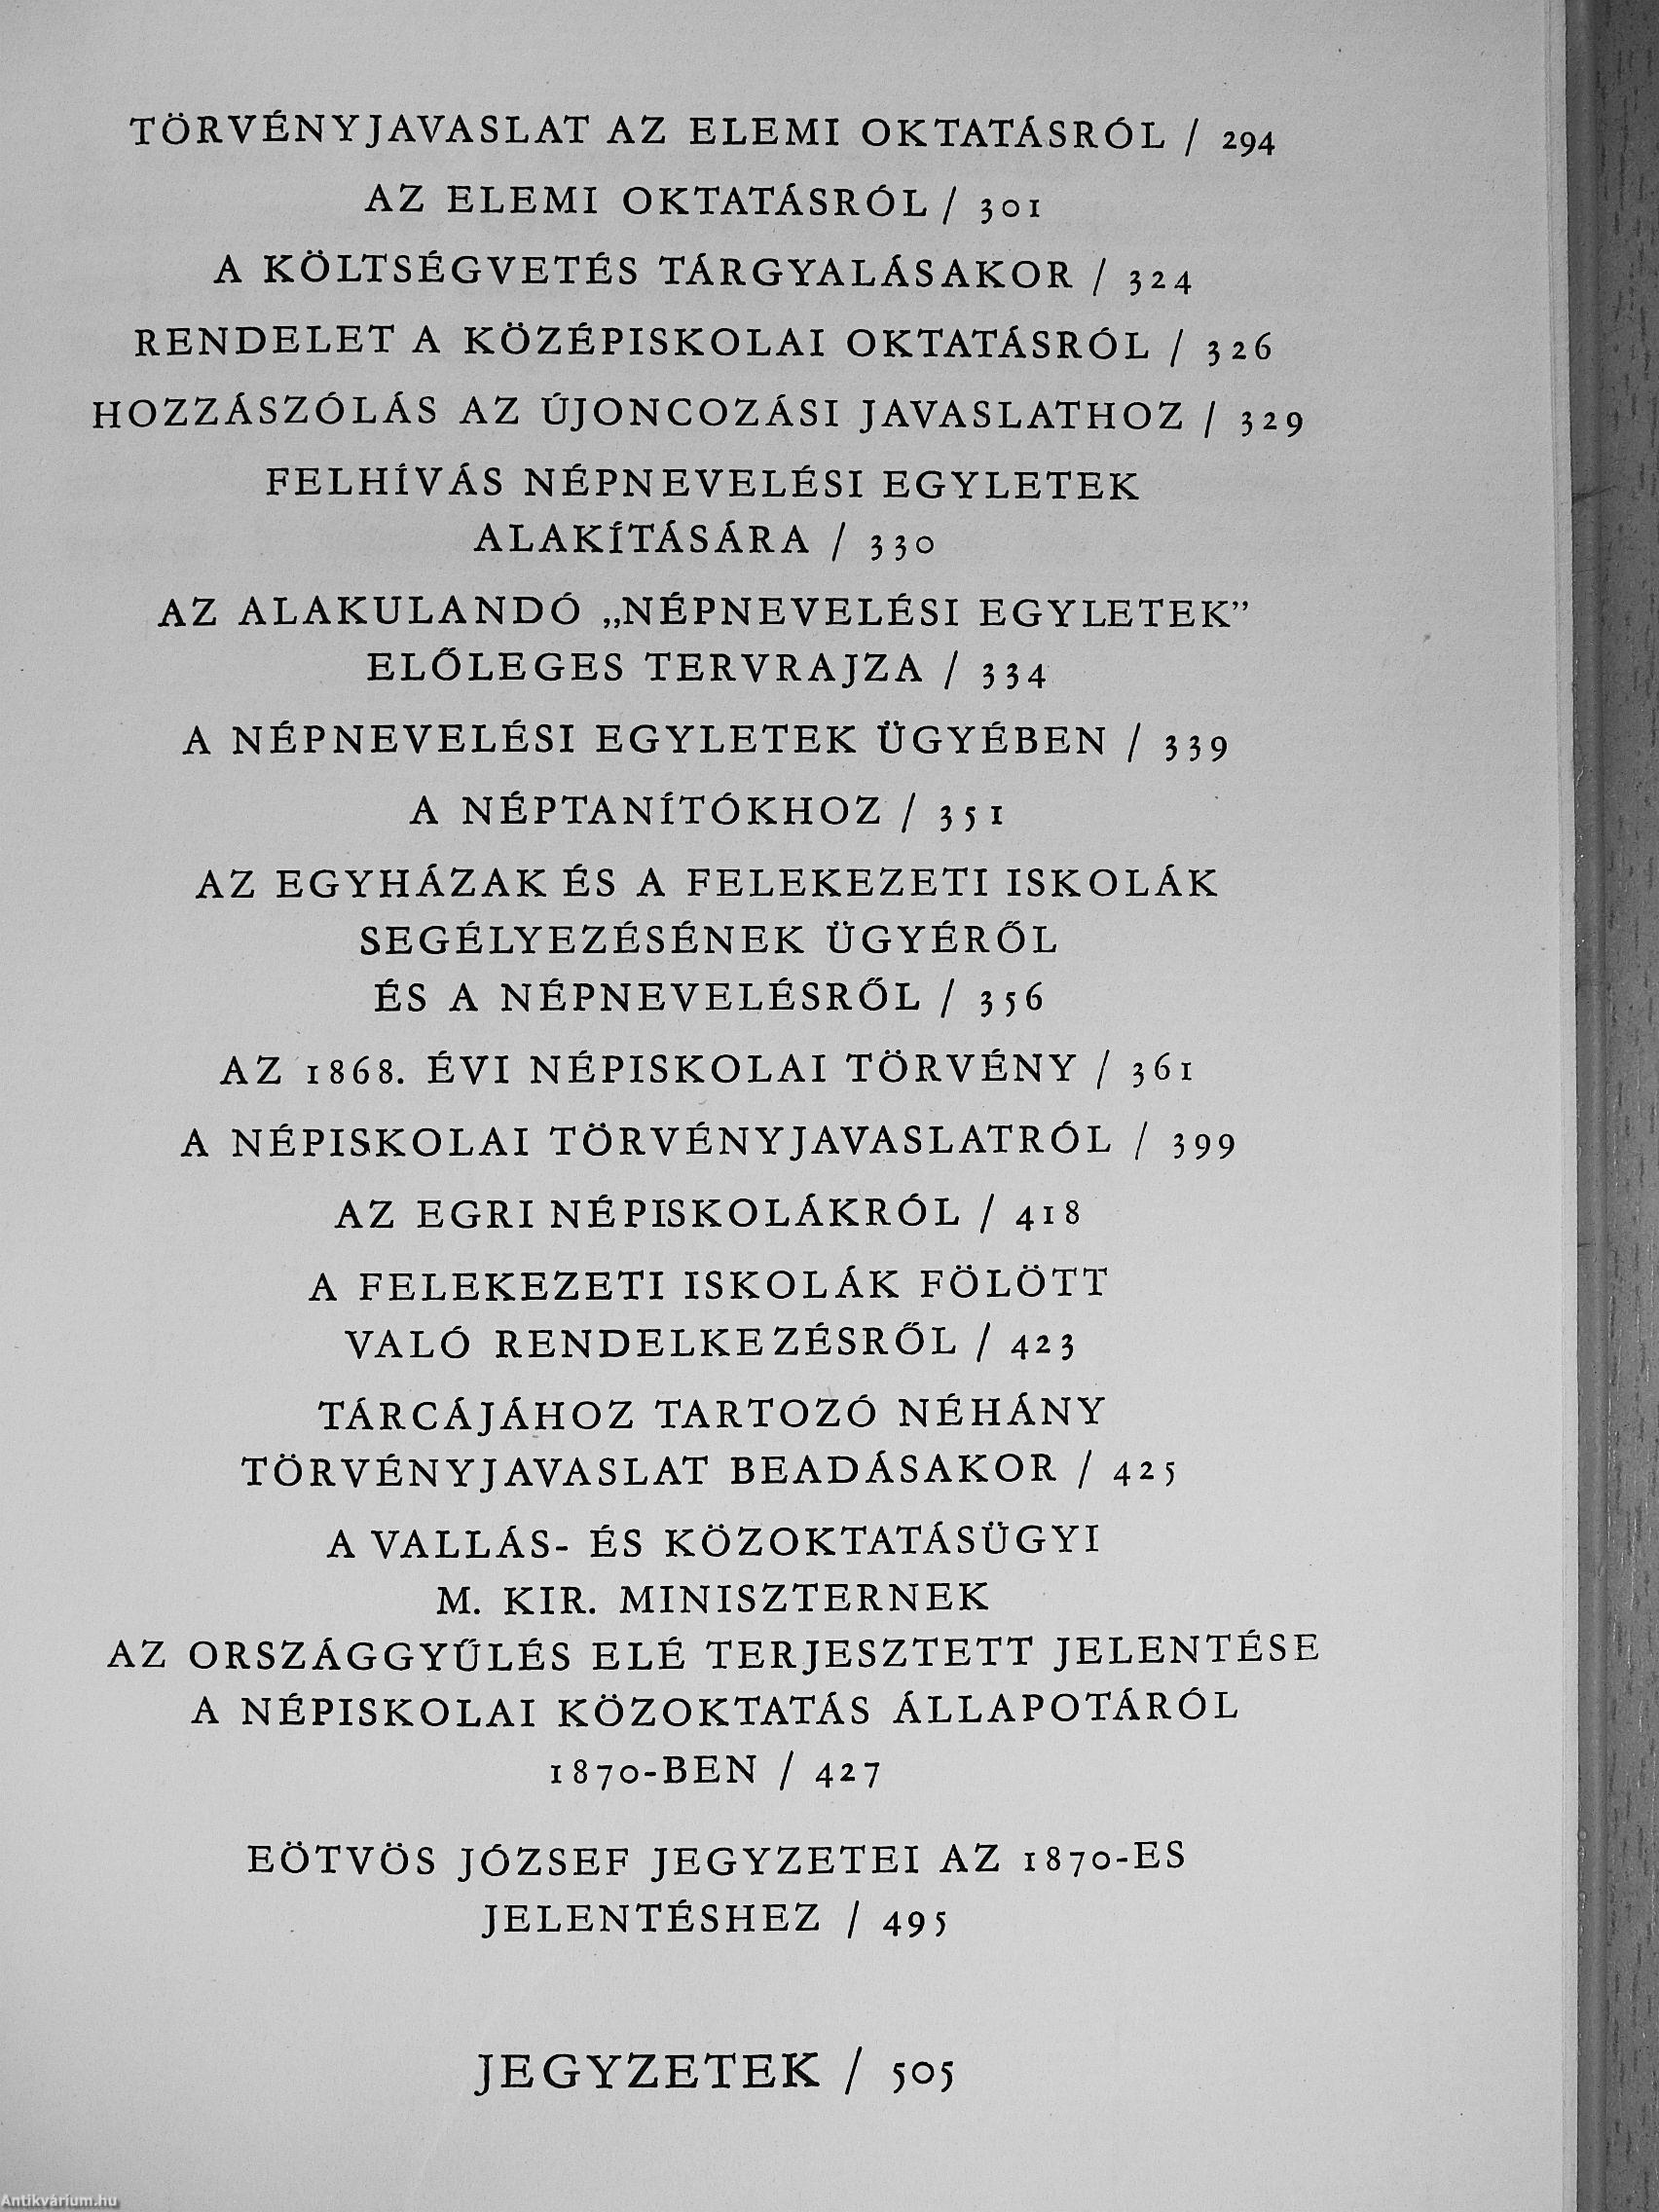 TÖRVÉNYJAVASLAT AZ ELEMI OKTATÁSRÓL / 294
AZ ELEMI OKTATÁSRÓL / 301
A KÖLTSÉGVETÉS TÁRGYALÁSAKOR / 324
RENDELET A KÖZÉPISKOLAI OKTATÁSRÓL / 326
HOZZÁSZÓLÁS AZ ÚJONCOZÁSI JAVASLATHOZ / 329
FELHÍVÁS NÉPNEVELÉSI EGYLETEK
ALAKÍTÁSÁRA / 330
AZ ALAKULANDÓ „NÉPNEVELÉSI EGYLETEK”
ELŐLEGES TERVRAJZA / 334
A NÉPNEVELÉSI EGYLETEK ÜGYÉBEN / 339
A NÉPTANÍTÓKHOZ / 351
AZ EGYHÁZAK ÉS A FELEKEZETI ISKOLÁK
SEGÉLYEZÉSÉNEK ÜGYÉRŐL
ÉS A NÉPNEVELÉSRŐL / 356
AZ 1868. ÉVI NÉPISKOLAI TÖRVÉNY / 361
A NÉPISKOLAI TÖRVÉNYJAVASLATRÓL / 399
AZ EGRI NÉPISKOLÁKRÓL / 418
A FELEKEZETI ISKOLÁK FÖLÖTT
VALÓ RENDELKEZÉSRŐL / 423
TÁRCÁJÁHOZ TARTOZÓ NÉHÁNY
TÖRVÉNYJAVASLAT BEADÁSAKOR / 425
A VALLÁS- ÉS KÖZOKTATÁSÜGYI
M. KIR. MINISZTERNEK
AZ ORSZÁGGYŰLÉS ELÉ TERJESZTETT JELENTÉSE
A NÉPISKOLAI KÖZOKTATÁS ÁLLAPOTÁRÓL
1870-BEN / 427
EÖTVÖS JÓZSEF JEGYZETEI AZ 1870-ES
JELENTÉSHEZ / 495
JEGYZETEK / 505
Antikvárium.hu